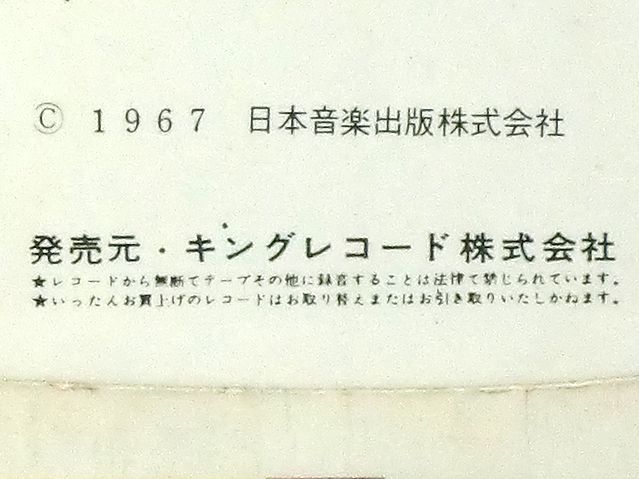 © 1967 日本音楽出版株式会社
発売元・キングレコード株式会社
★レコードから無断でテープその他に録音することは法律で禁じられています。
★いったんお買上げのレコードはお取り替えまたはお引き取りいたしかねます。